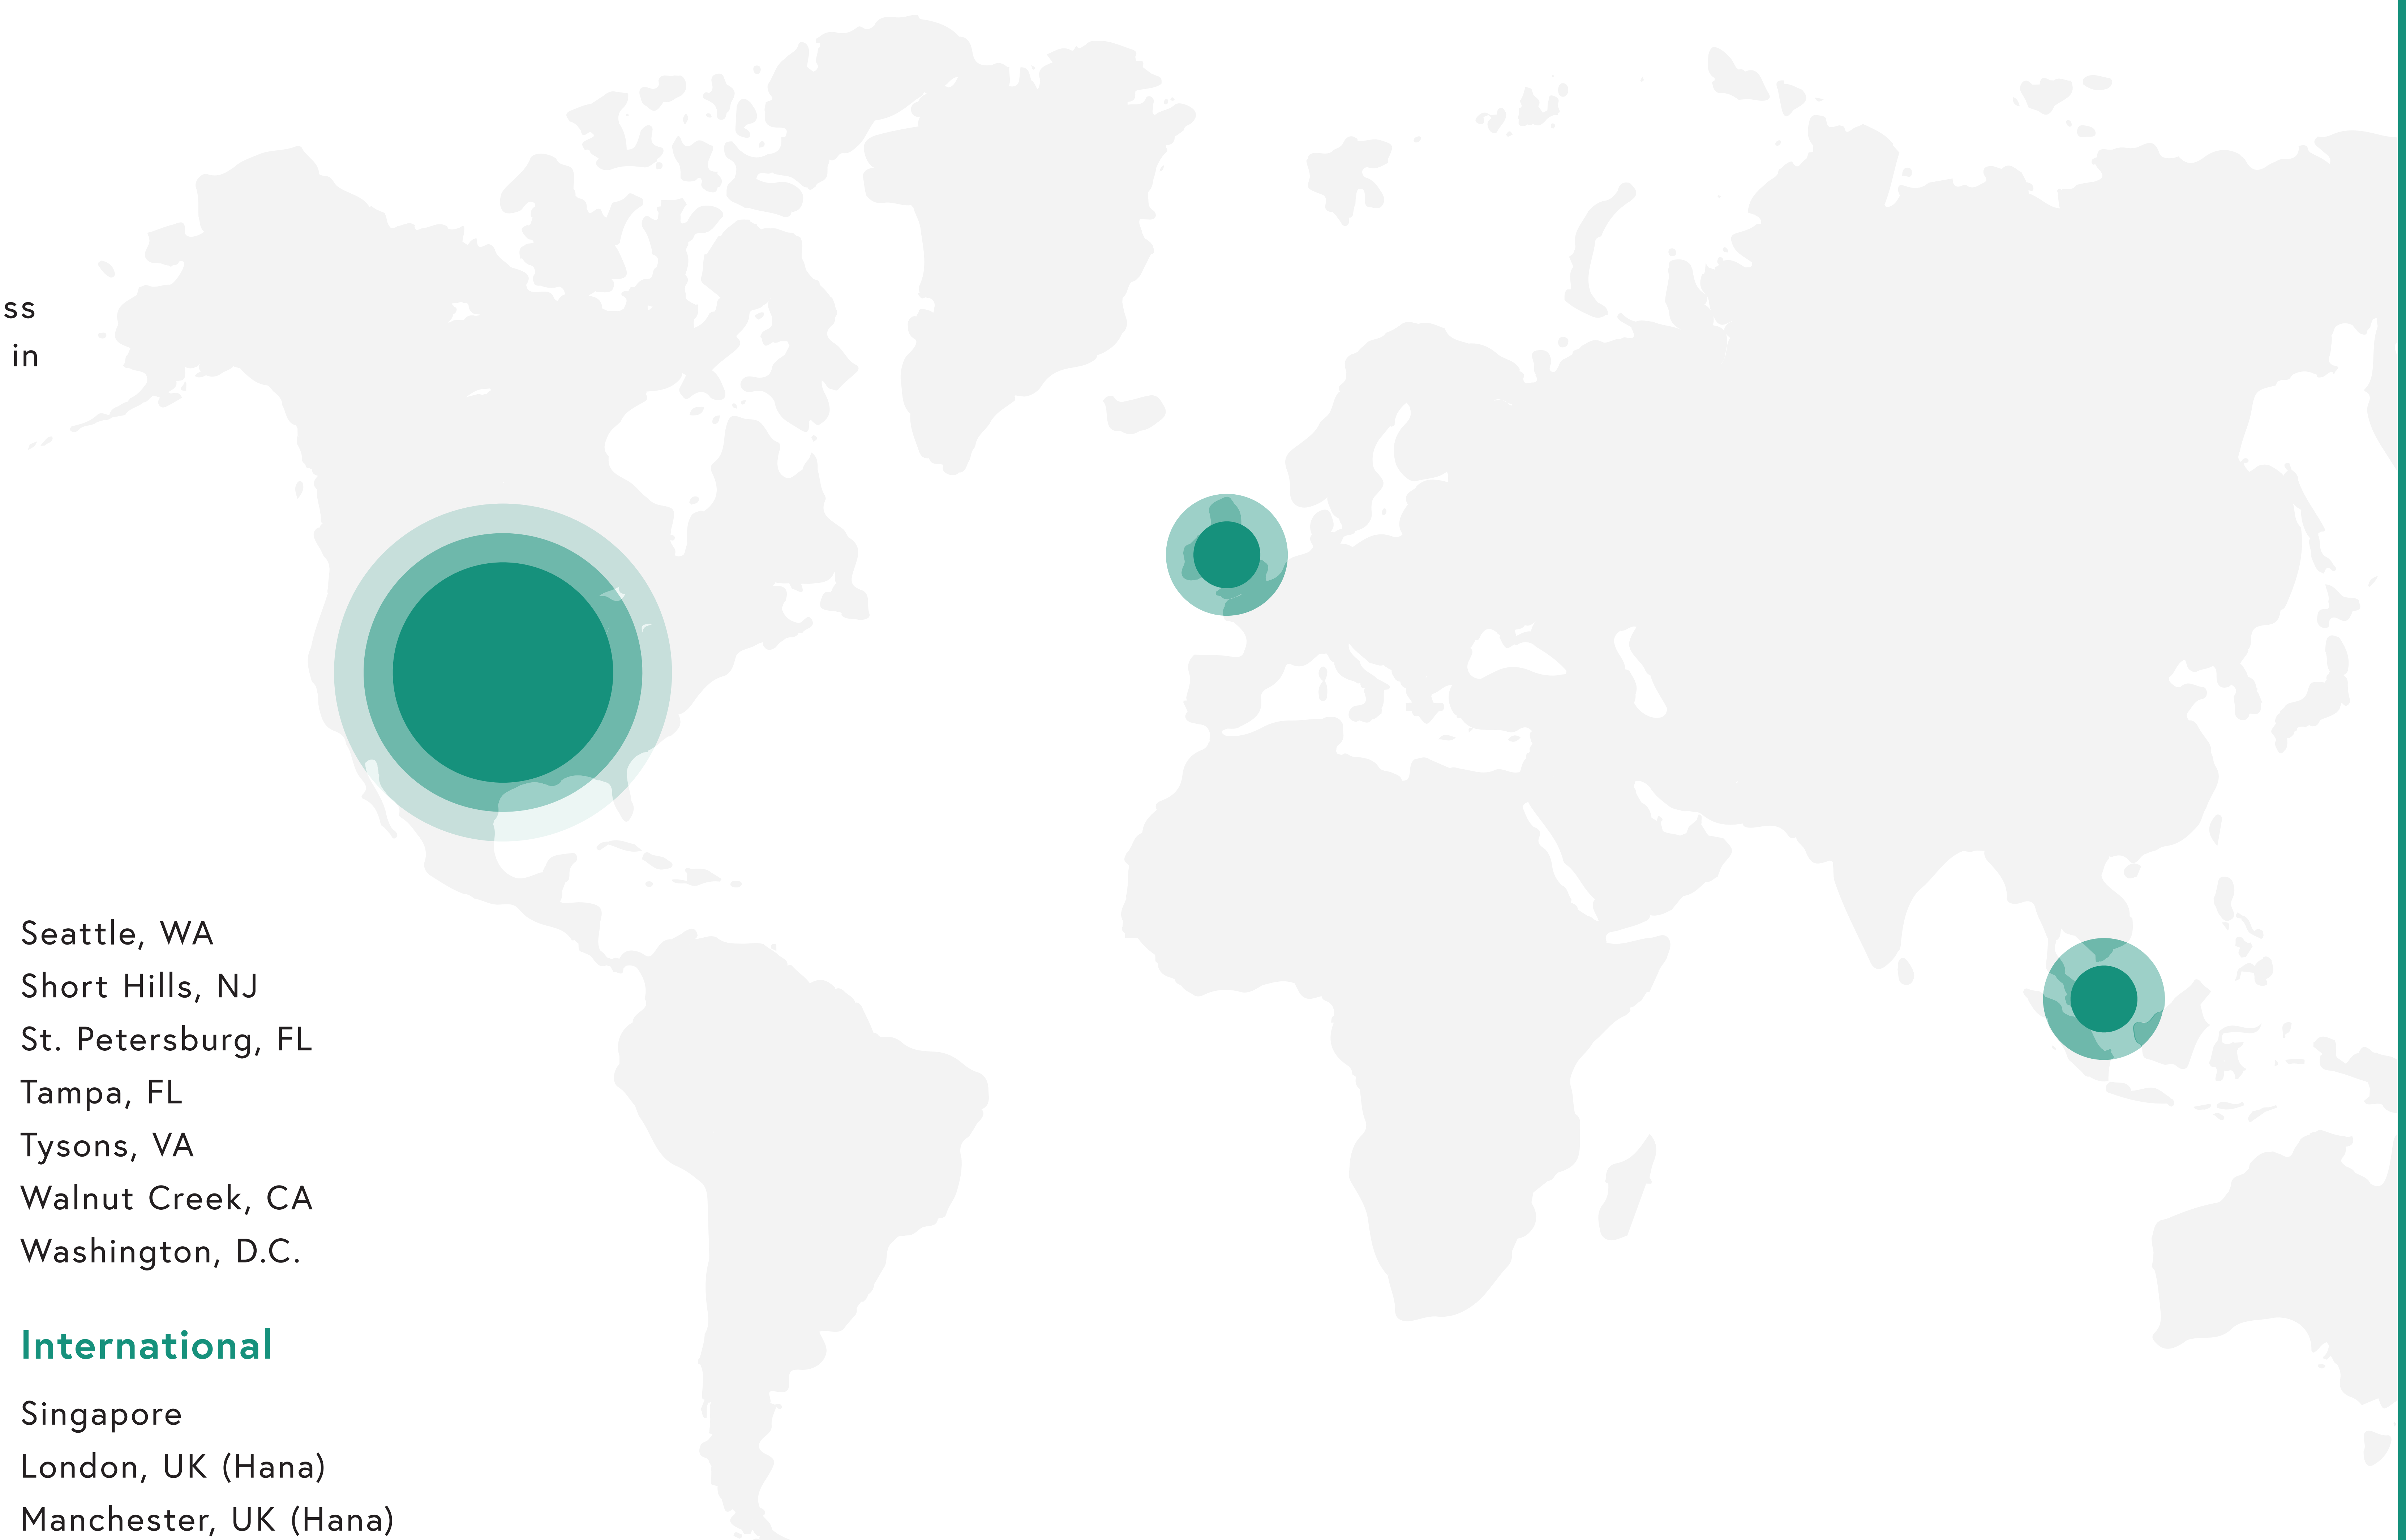 ss
in
Seattle, WA
Short Hills, NJ
St. Petersburg, FL
Tampa, FL
Tysons, VA
Walnut Creek, CA
Washington, D.C.
International
Singapore
London, UK (Hana)
Manchester, UK (Hana)